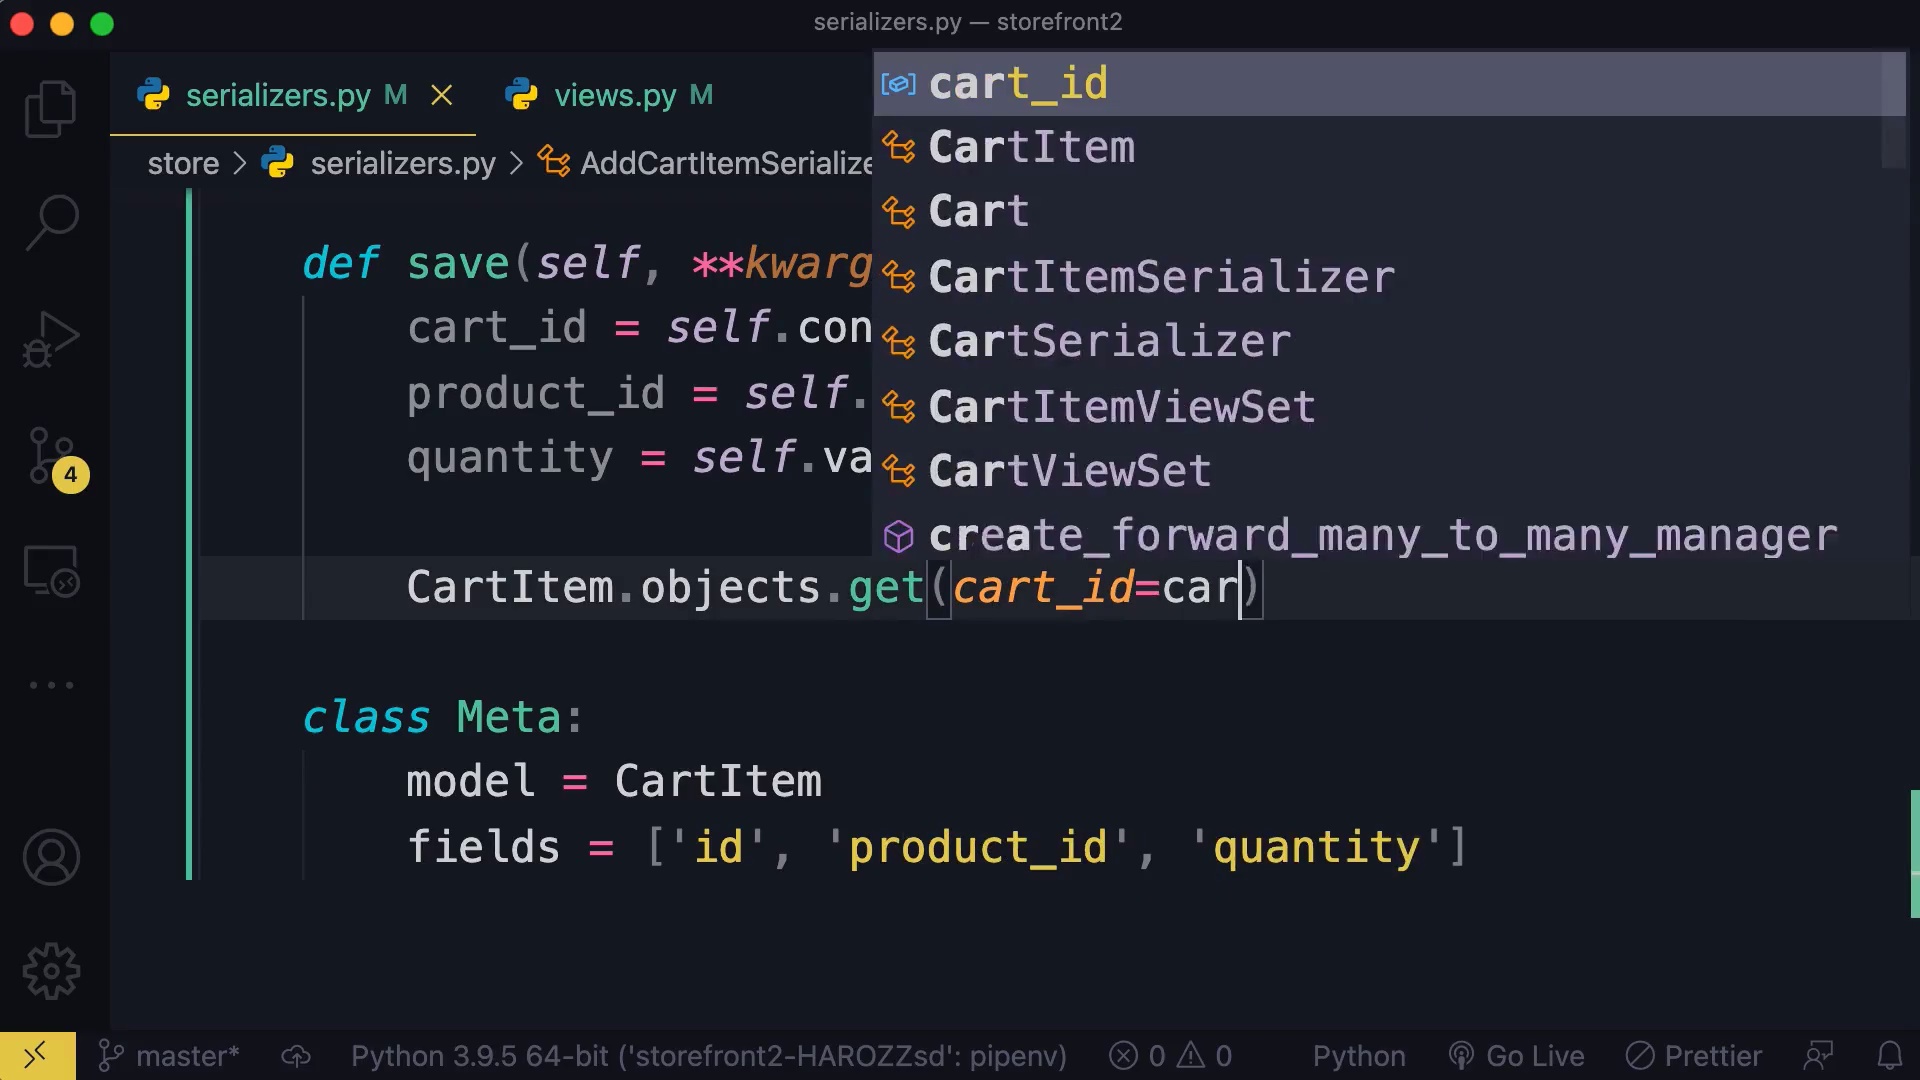 serializers.py — storefront2
serializers.py M
views.py M
store > serializers.py > AddCartItemSerialize
cart_id
CartItem
Cart
CartItemSerializer
CartSerializer
CartItemViewSet
CartViewSet
create_forward_many_to_many_manager
def save(self, **kwarg
cart_id = self.con
product_id = self.
quantity = self.va
CartItem.objects.get(cart_id=car)
class Meta:
model = CartItem
fields = ['id', 'product_id', 'quantity']
4
master* Python 3.9.5 64-bit ('storefront2-HAROZZsd': pipenv) 0 0 Python Go Live Prettier